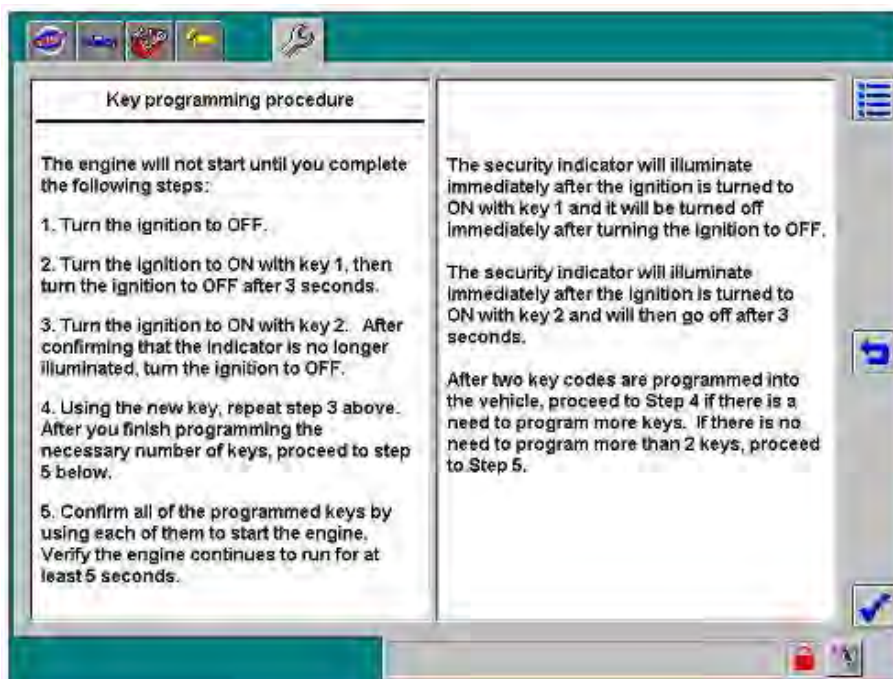 Key programming procedure
The engine will not start until you complete
the following steps:
1. Turn the ignition to OFF.
2. Turn the ignition to ON with key 1, then
turn the ignition to OFF after 3 seconds.
3. Turn the ignition to ON with key 2. After
confirming that the indicator is no longer
illuminated, turn the ignition to OFF.
4. Using the new key, repeat step 3 above.
After you finish programming the
necessary number of keys, proceed to step
5 below.
5. Confirm all of the programmed keys by
using each of them to start the engine.
Verify the engine continues to run for at
least 5 seconds.
The security indicator will illuminate
immediately after the ignition is turned to
ON with key 1 and it will be turned off
immediately after turning the ignition to OFF.
The security indicator will illuminate
immediately after the ignition is turned to
ON with key 2 and will then go off after 3
seconds.
After two key codes are programmed into
the vehicle, proceed to Step 4 if there is a
need to program more keys. If there is no
need to program more than 2 keys, proceed
to Step 5.